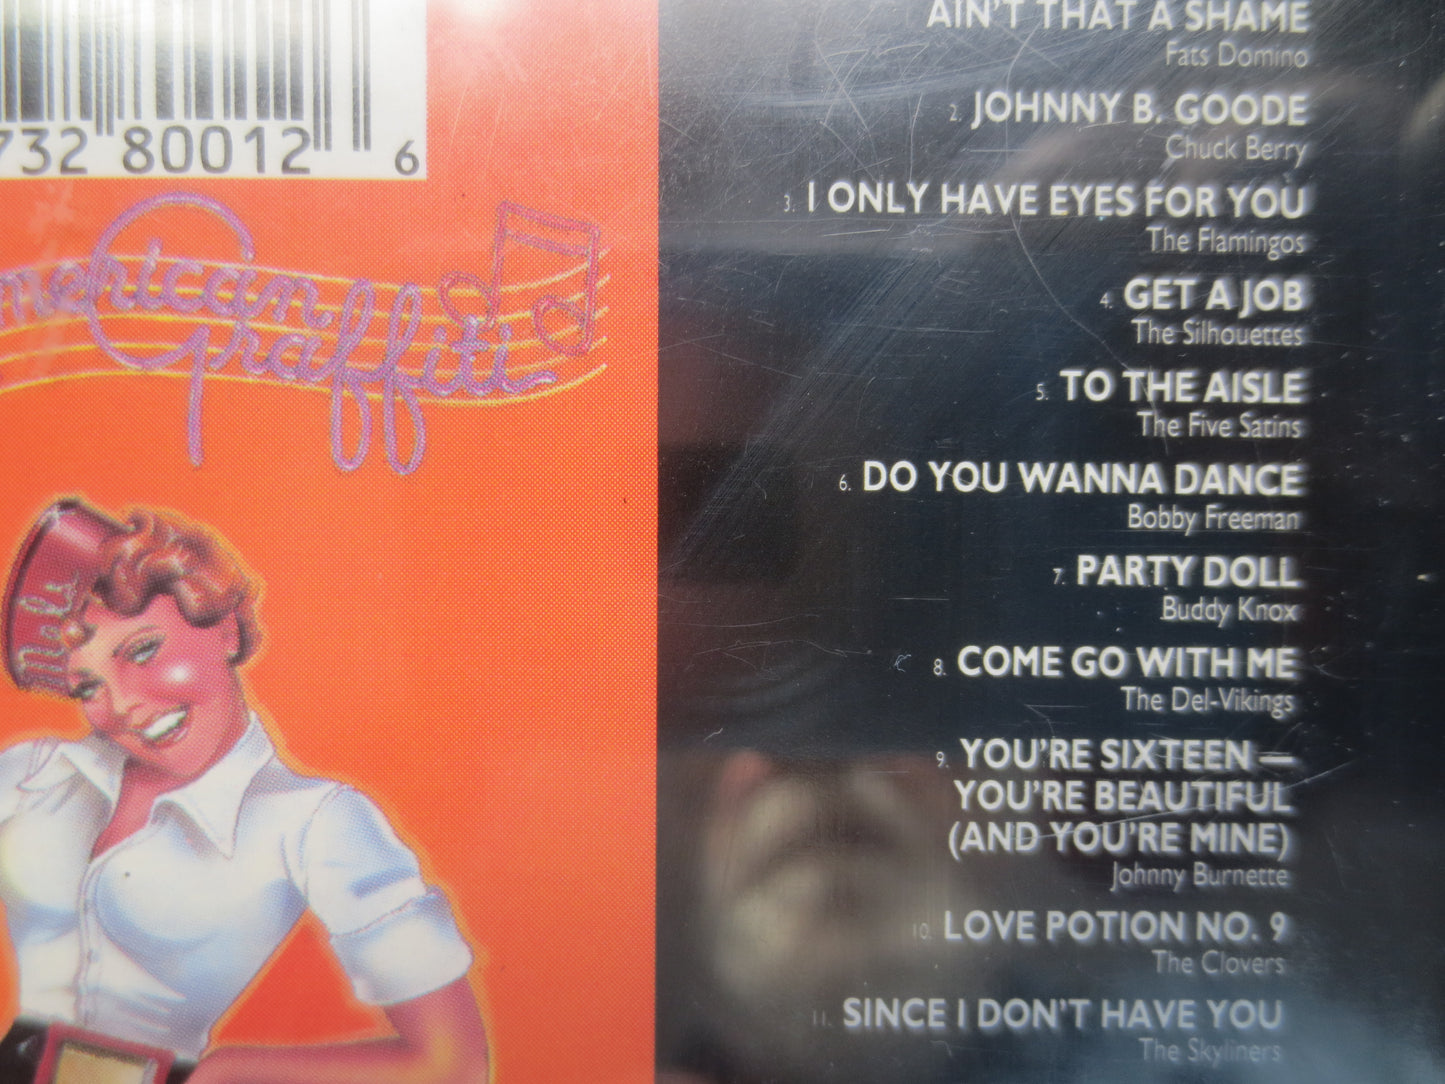 732 80012 6
merican
Graffiti
Mels
AIN'T THAT A SHAME
Fats Domino
2. JOHNNY B. GOODE
Chuck Berry
3. I ONLY HAVE EYES FOR YOU
The Flamingos
4. GET A JOB
The Silhouettes
5. TO THE AISLE
The Five Satins
6. DO YOU WANNA DANCE
Bobby Freeman
7. PARTY DOLL
Buddy Knox
8. COME GO WITH ME
The Del-Vikings
9. YOU'RE SIXTEEN —
YOU'RE BEAUTIFUL
(AND YOU'RE MINE)
Johnny Burnette
10. LOVE POTION NO. 9
The Clovers
11. SINCE I DON'T HAVE YOU
The Skyliners